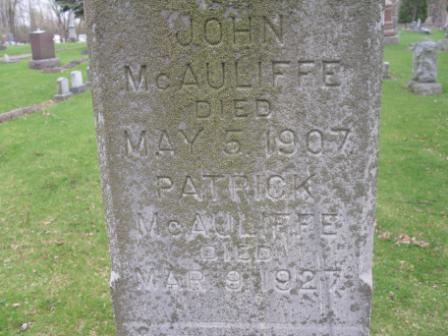 JOHN
McAULIFFE
DIED
MAY 5. 1907
PATRICK
McAULIFFE
DIED
MAR. 9. 1927